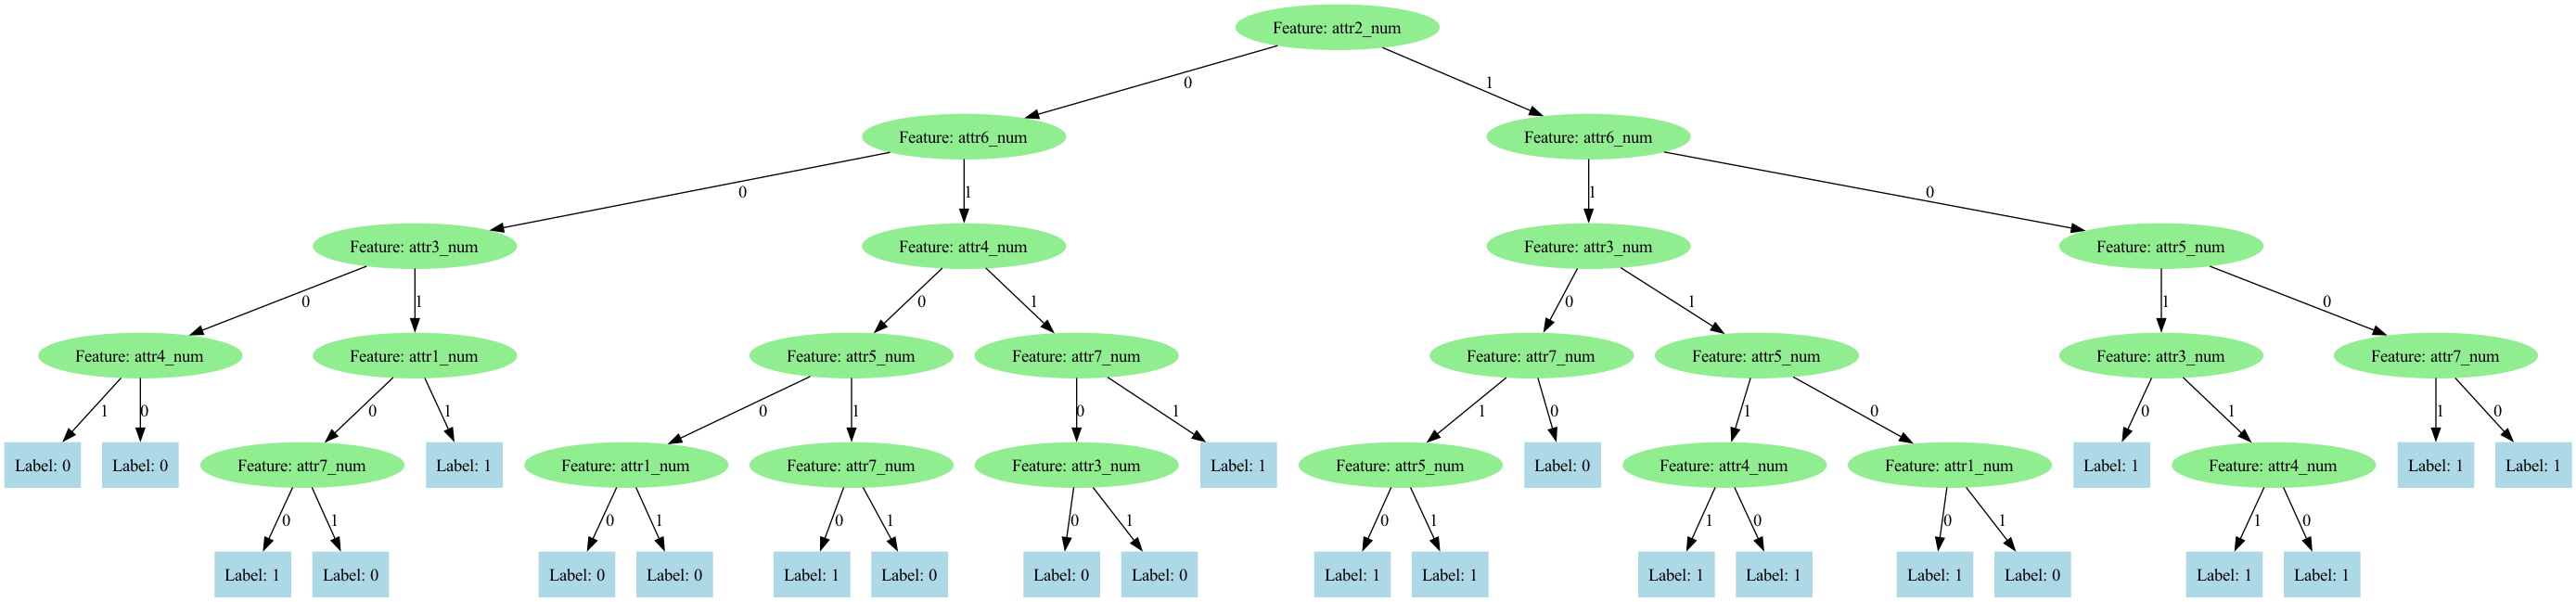 Feature: attr2_num
0
1
Feature: attr6_num
Feature: attr6_num
0
1
1
0
Feature: attr3_num
Feature: attr4_num
Feature: attr3_num
Feature: attr5_num
0
1
0
1
0
1
1
0
Feature: attr4_num
Feature: attr1_num
Feature: attr5_num
Feature: attr7_num
Feature: attr7_num
Feature: attr5_num
Feature: attr3_num
Feature: attr7_num
1
0
0
1
0
1
0
1
1
0
1
0
0
1
1
0
Label: 0
Label: 0
Feature: attr7_num
Label: 1
Feature: attr1_num
Feature: attr7_num
Feature: attr3_num
Label: 1
Feature: attr5_num
Label: 0
Feature: attr4_num
Feature: attr1_num
Label: 1
Feature: attr4_num
Label: 1
Label: 1
0
1
0
1
0
1
0
1
0
1
1
0
0
1
1
0
Label: 1
Label: 0
Label: 0
Label: 0
Label: 1
Label: 0
Label: 0
Label: 0
Label: 1
Label: 1
Label: 1
Label: 1
Label: 1
Label: 0
Label: 1
Label: 1